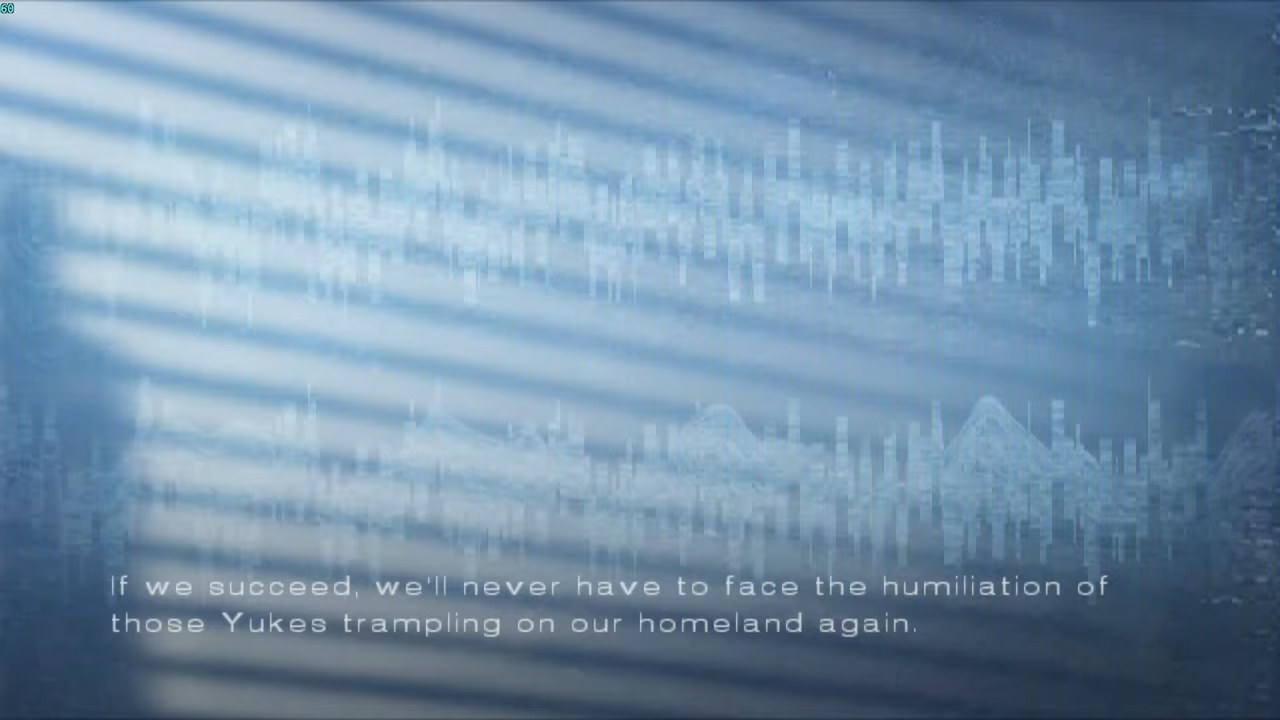 60
If we succeed, we'll never have to face the humiliation of
those Yukes trampling on our homeland again.